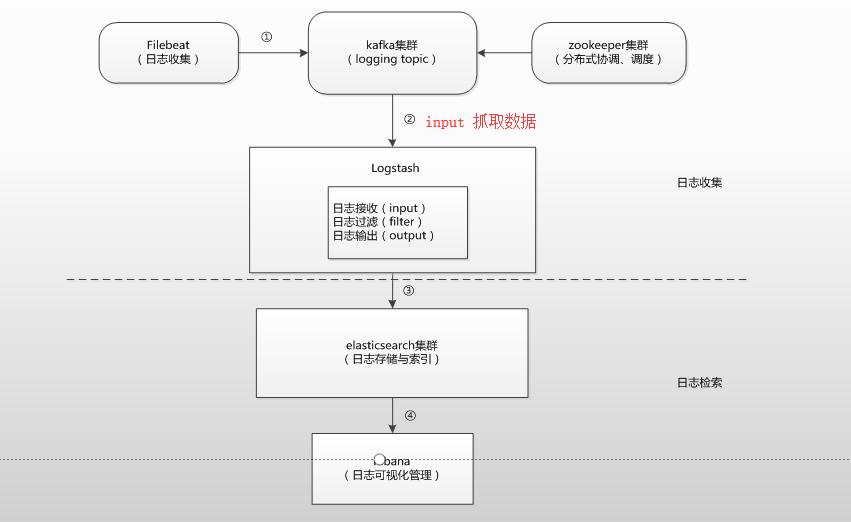 Filebeat
（日志收集）
①
kafka集群
（logging topic）
zookeeper集群
（分布式协调、调度）
② input 抓取数据
Logstash
日志接收（input）
日志过滤（filter）
日志输出（output）
日志收集
③
elasticsearch集群
（日志存储与索引）
日志检索
④
（日志可视化管理）